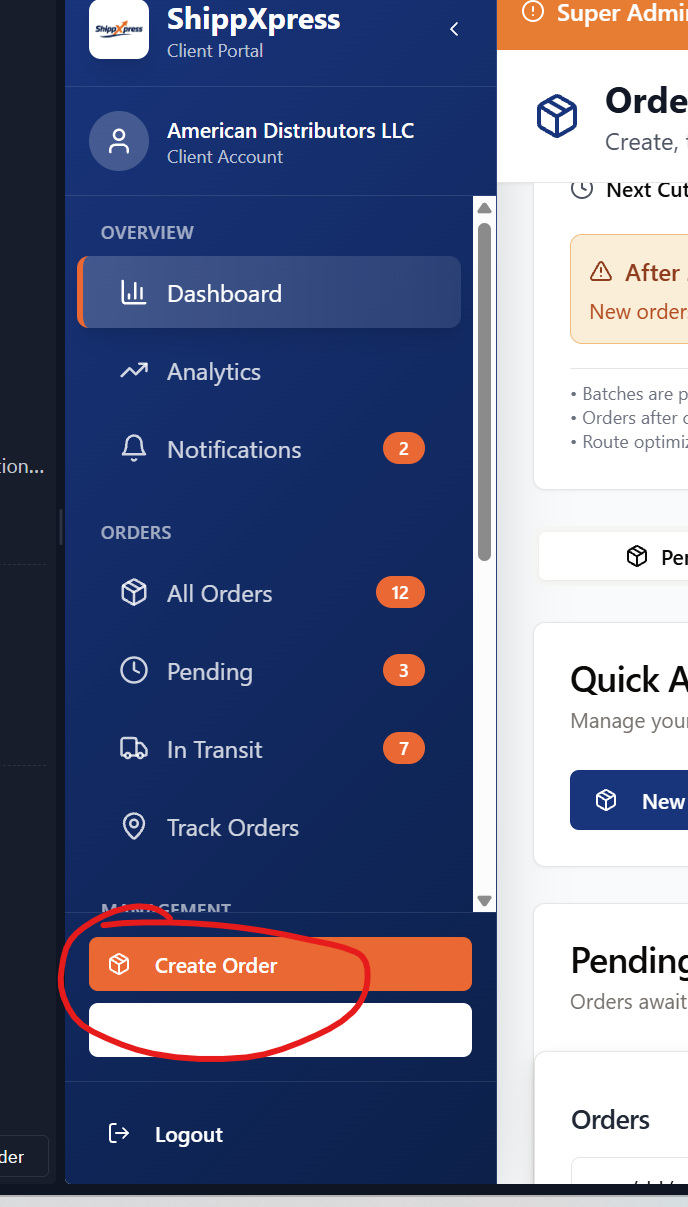 ShippXpress
ShippXpress
Client Portal
American Distributors LLC
Client Account
OVERVIEW
Dashboard
Analytics
Notifications 2
ORDERS
All Orders 12
Pending 3
In Transit 7
Track Orders
MANAGEMENT
Create Order
Logout
tion...
der
Super Admi
Orde
Create,
Next Cut
After
New orders
• Batches are p
• Orders after
• Route optimiz
Per
Quick A
Manage your
New
Pending
Orders await
Orders